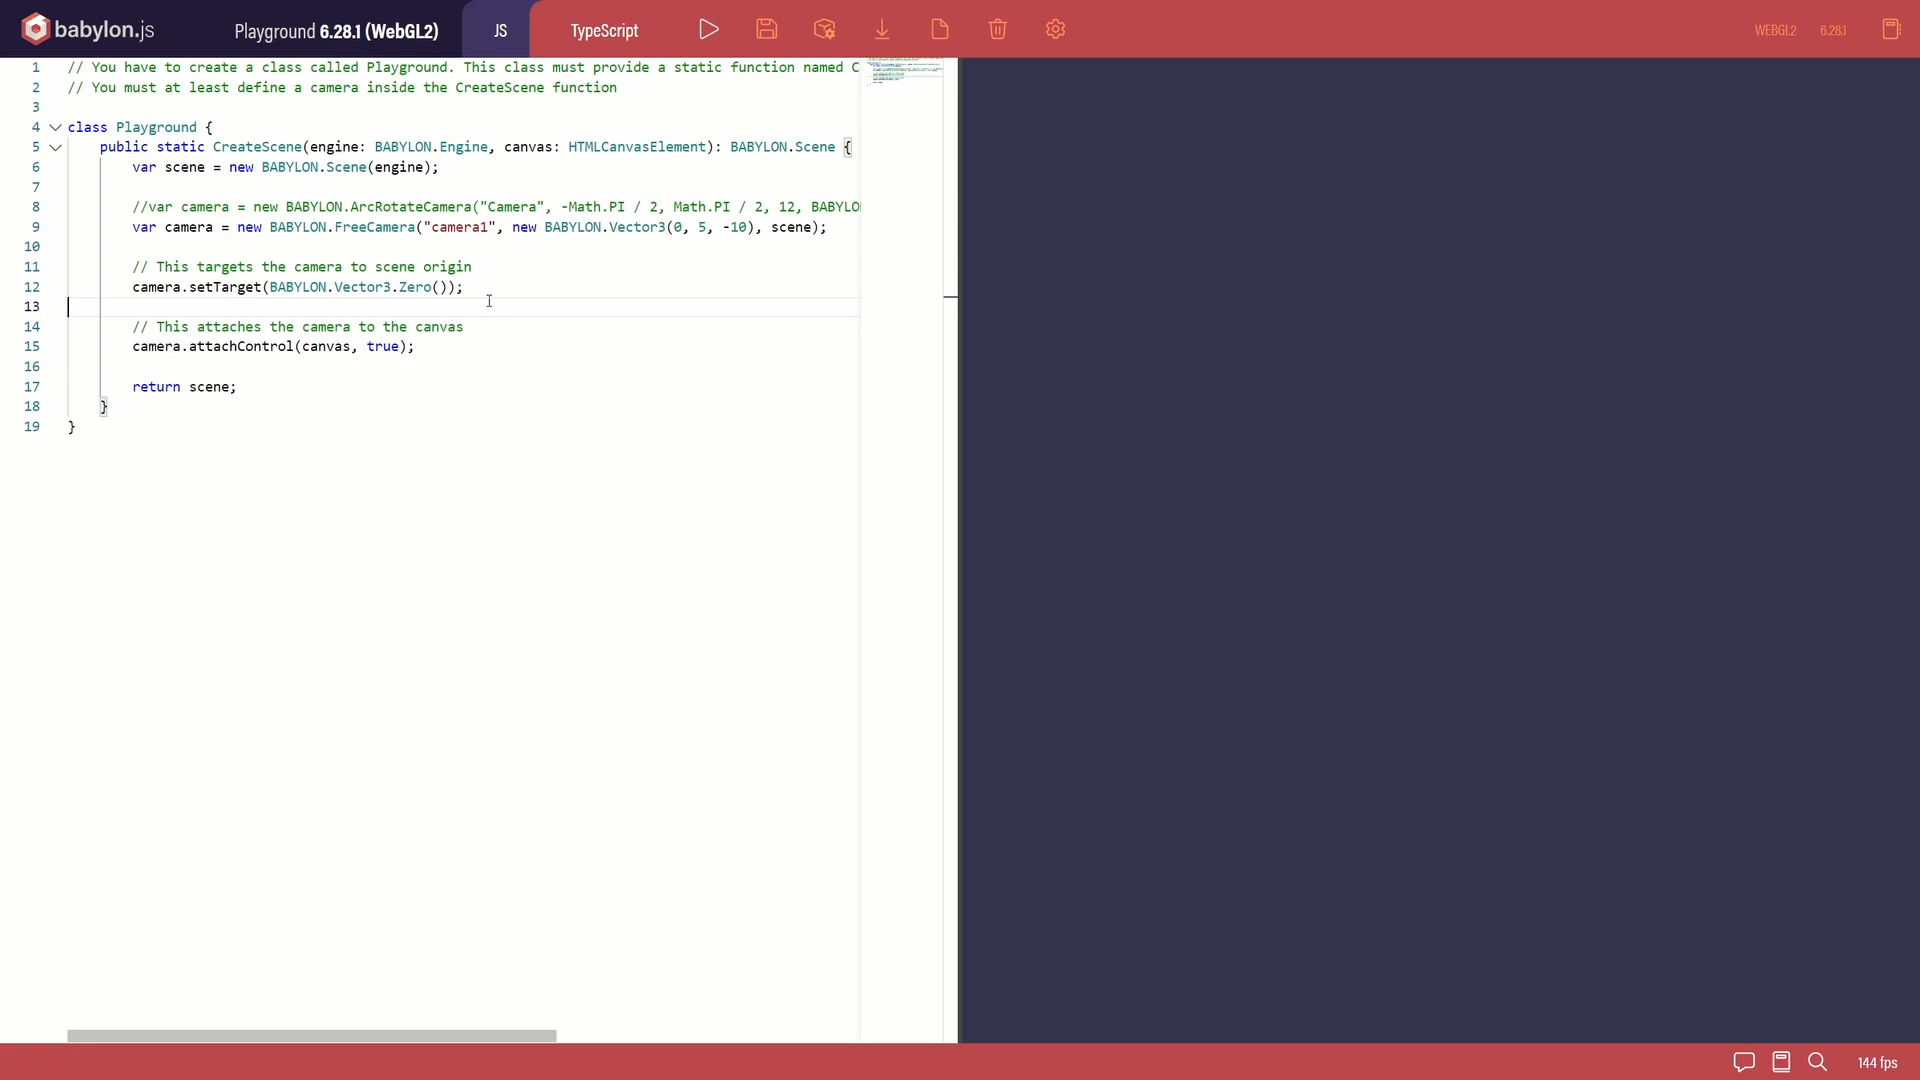 babylon.js
Playground 6.28.1 (WebGL2)
JS
TypeScript
WEBGL2
6.28.1
1 // You have to create a class called Playground. This class must provide a static function named C
2 // You must at least define a camera inside the CreateScene function
3
4 class Playground {
5 public static CreateScene(engine: BABYLON.Engine, canvas: HTMLCanvasElement): BABYLON.Scene {
6 var scene = new BABYLON.Scene(engine);
7
8 //var camera = new BABYLON.ArcRotateCamera("Camera", -Math.PI / 2, Math.PI / 2, 12, BABYLO
9 var camera = new BABYLON.FreeCamera("camera1", new BABYLON.Vector3(0, 5, -10), scene);
10
11 // This targets the camera to scene origin
12 camera.setTarget(BABYLON.Vector3.Zero());
13
14 // This attaches the camera to the canvas
15 camera.attachControl(canvas, true);
16
17 return scene;
18 }
19 }
144 fps